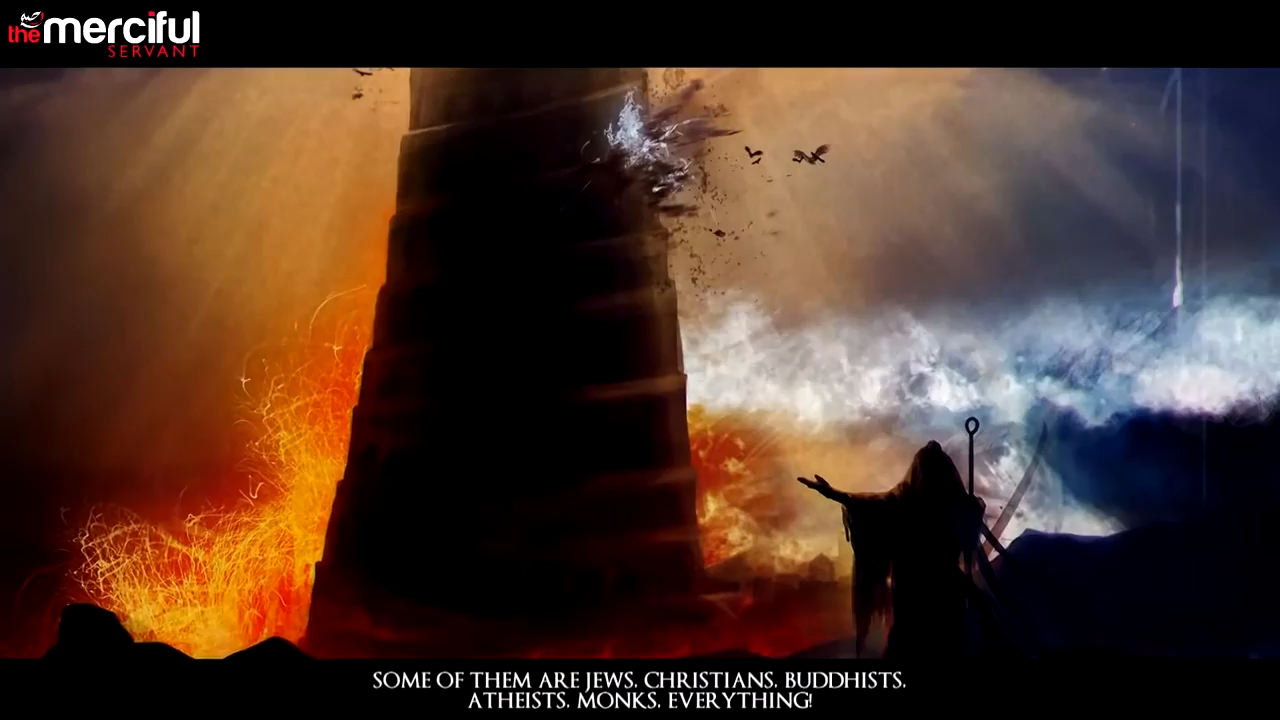 the merciful
SERVANT
SOME OF THEM ARE JEWS, CHRISTIANS, BUDDHISTS,
ATHEISTS, MONKS, EVERYTHING!